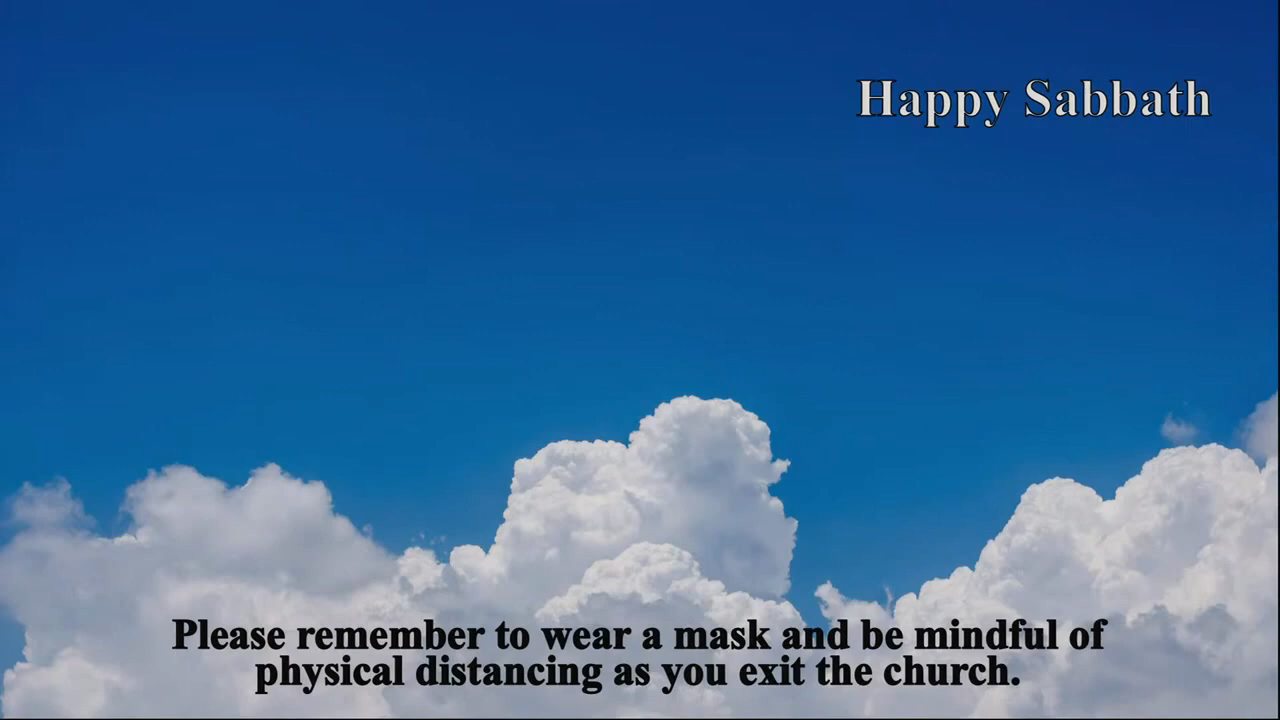 Happy Sabbath
Please remember to wear a mask and be mindful of
physical distancing as you exit the church.